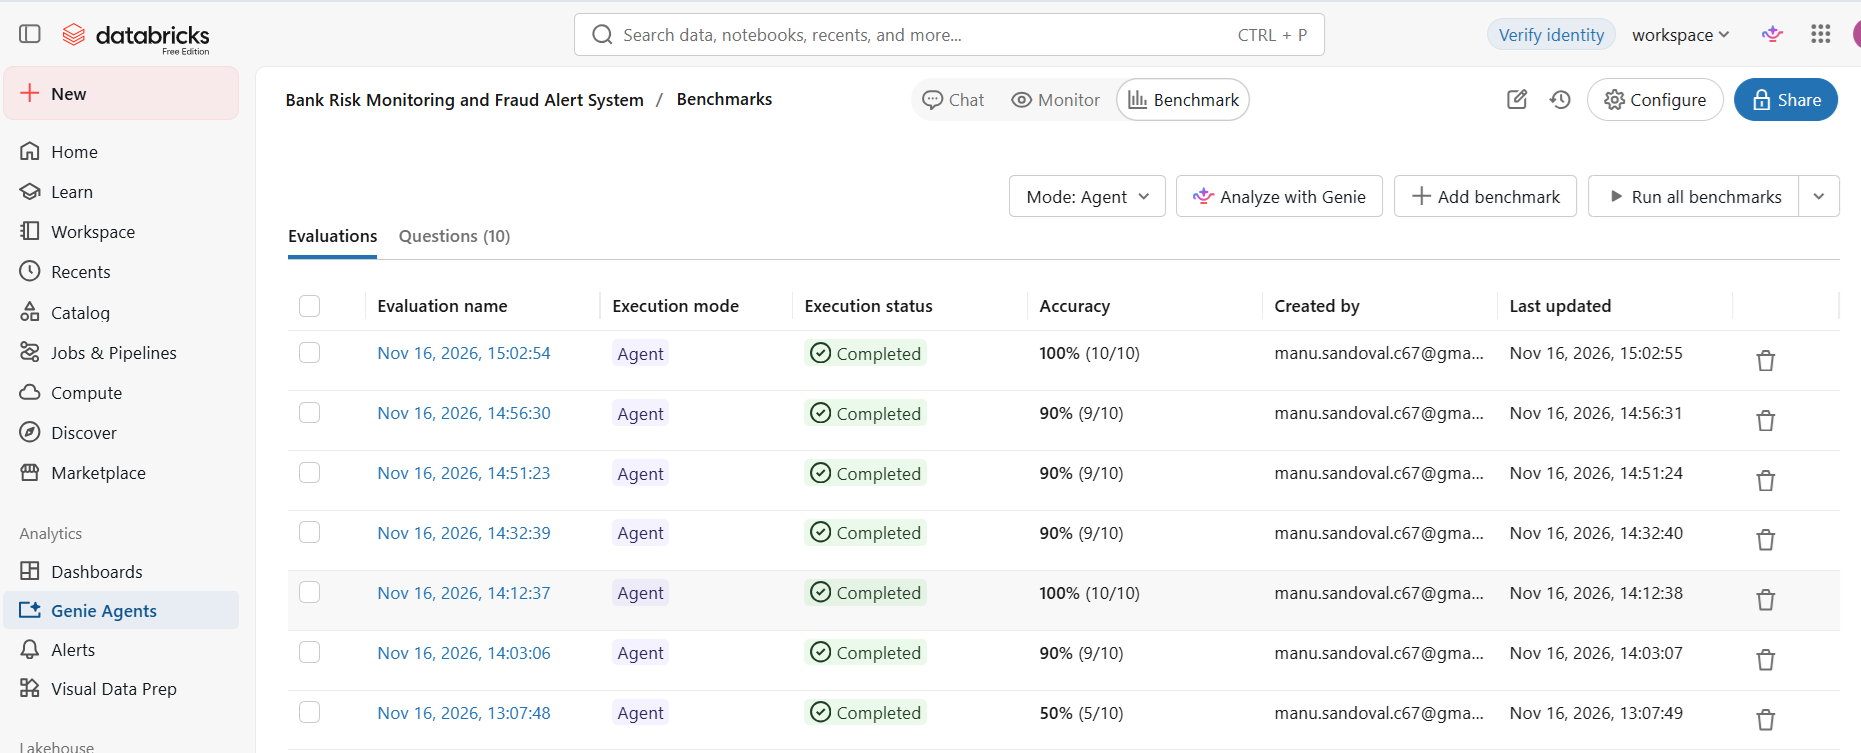 databricks
Free Edition
Search data, notebooks, recents, and more...
CTRL + P
Verify identity
workspace
New
Home
Learn
Workspace
Recents
Catalog
Jobs & Pipelines
Compute
Discover
Marketplace
Analytics
Dashboards
Genie Agents
Alerts
Visual Data Prep
Lakehouse
Bank Risk Monitoring and Fraud Alert System / Benchmarks
Chat
Monitor
Benchmark
Configure
Share
Mode: Agent
Analyze with Genie
Add benchmark
Run all benchmarks
Evaluations
Questions (10)
Evaluation name Execution mode Execution status Accuracy Created by Last updated
Nov 16, 2026, 15:02:54 Agent Completed 100% (10/10) manu.sandoval.c67@gma... Nov 16, 2026, 15:02:55
Nov 16, 2026, 14:56:30 Agent Completed 90% (9/10) manu.sandoval.c67@gma... Nov 16, 2026, 14:56:31
Nov 16, 2026, 14:51:23 Agent Completed 90% (9/10) manu.sandoval.c67@gma... Nov 16, 2026, 14:51:24
Nov 16, 2026, 14:32:39 Agent Completed 90% (9/10) manu.sandoval.c67@gma... Nov 16, 2026, 14:32:40
Nov 16, 2026, 14:12:37 Agent Completed 100% (10/10) manu.sandoval.c67@gma... Nov 16, 2026, 14:12:38
Nov 16, 2026, 14:03:06 Agent Completed 90% (9/10) manu.sandoval.c67@gma... Nov 16, 2026, 14:03:07
Nov 16, 2026, 13:07:48 Agent Completed 50% (5/10) manu.sandoval.c67@gma... Nov 16, 2026, 13:07:49